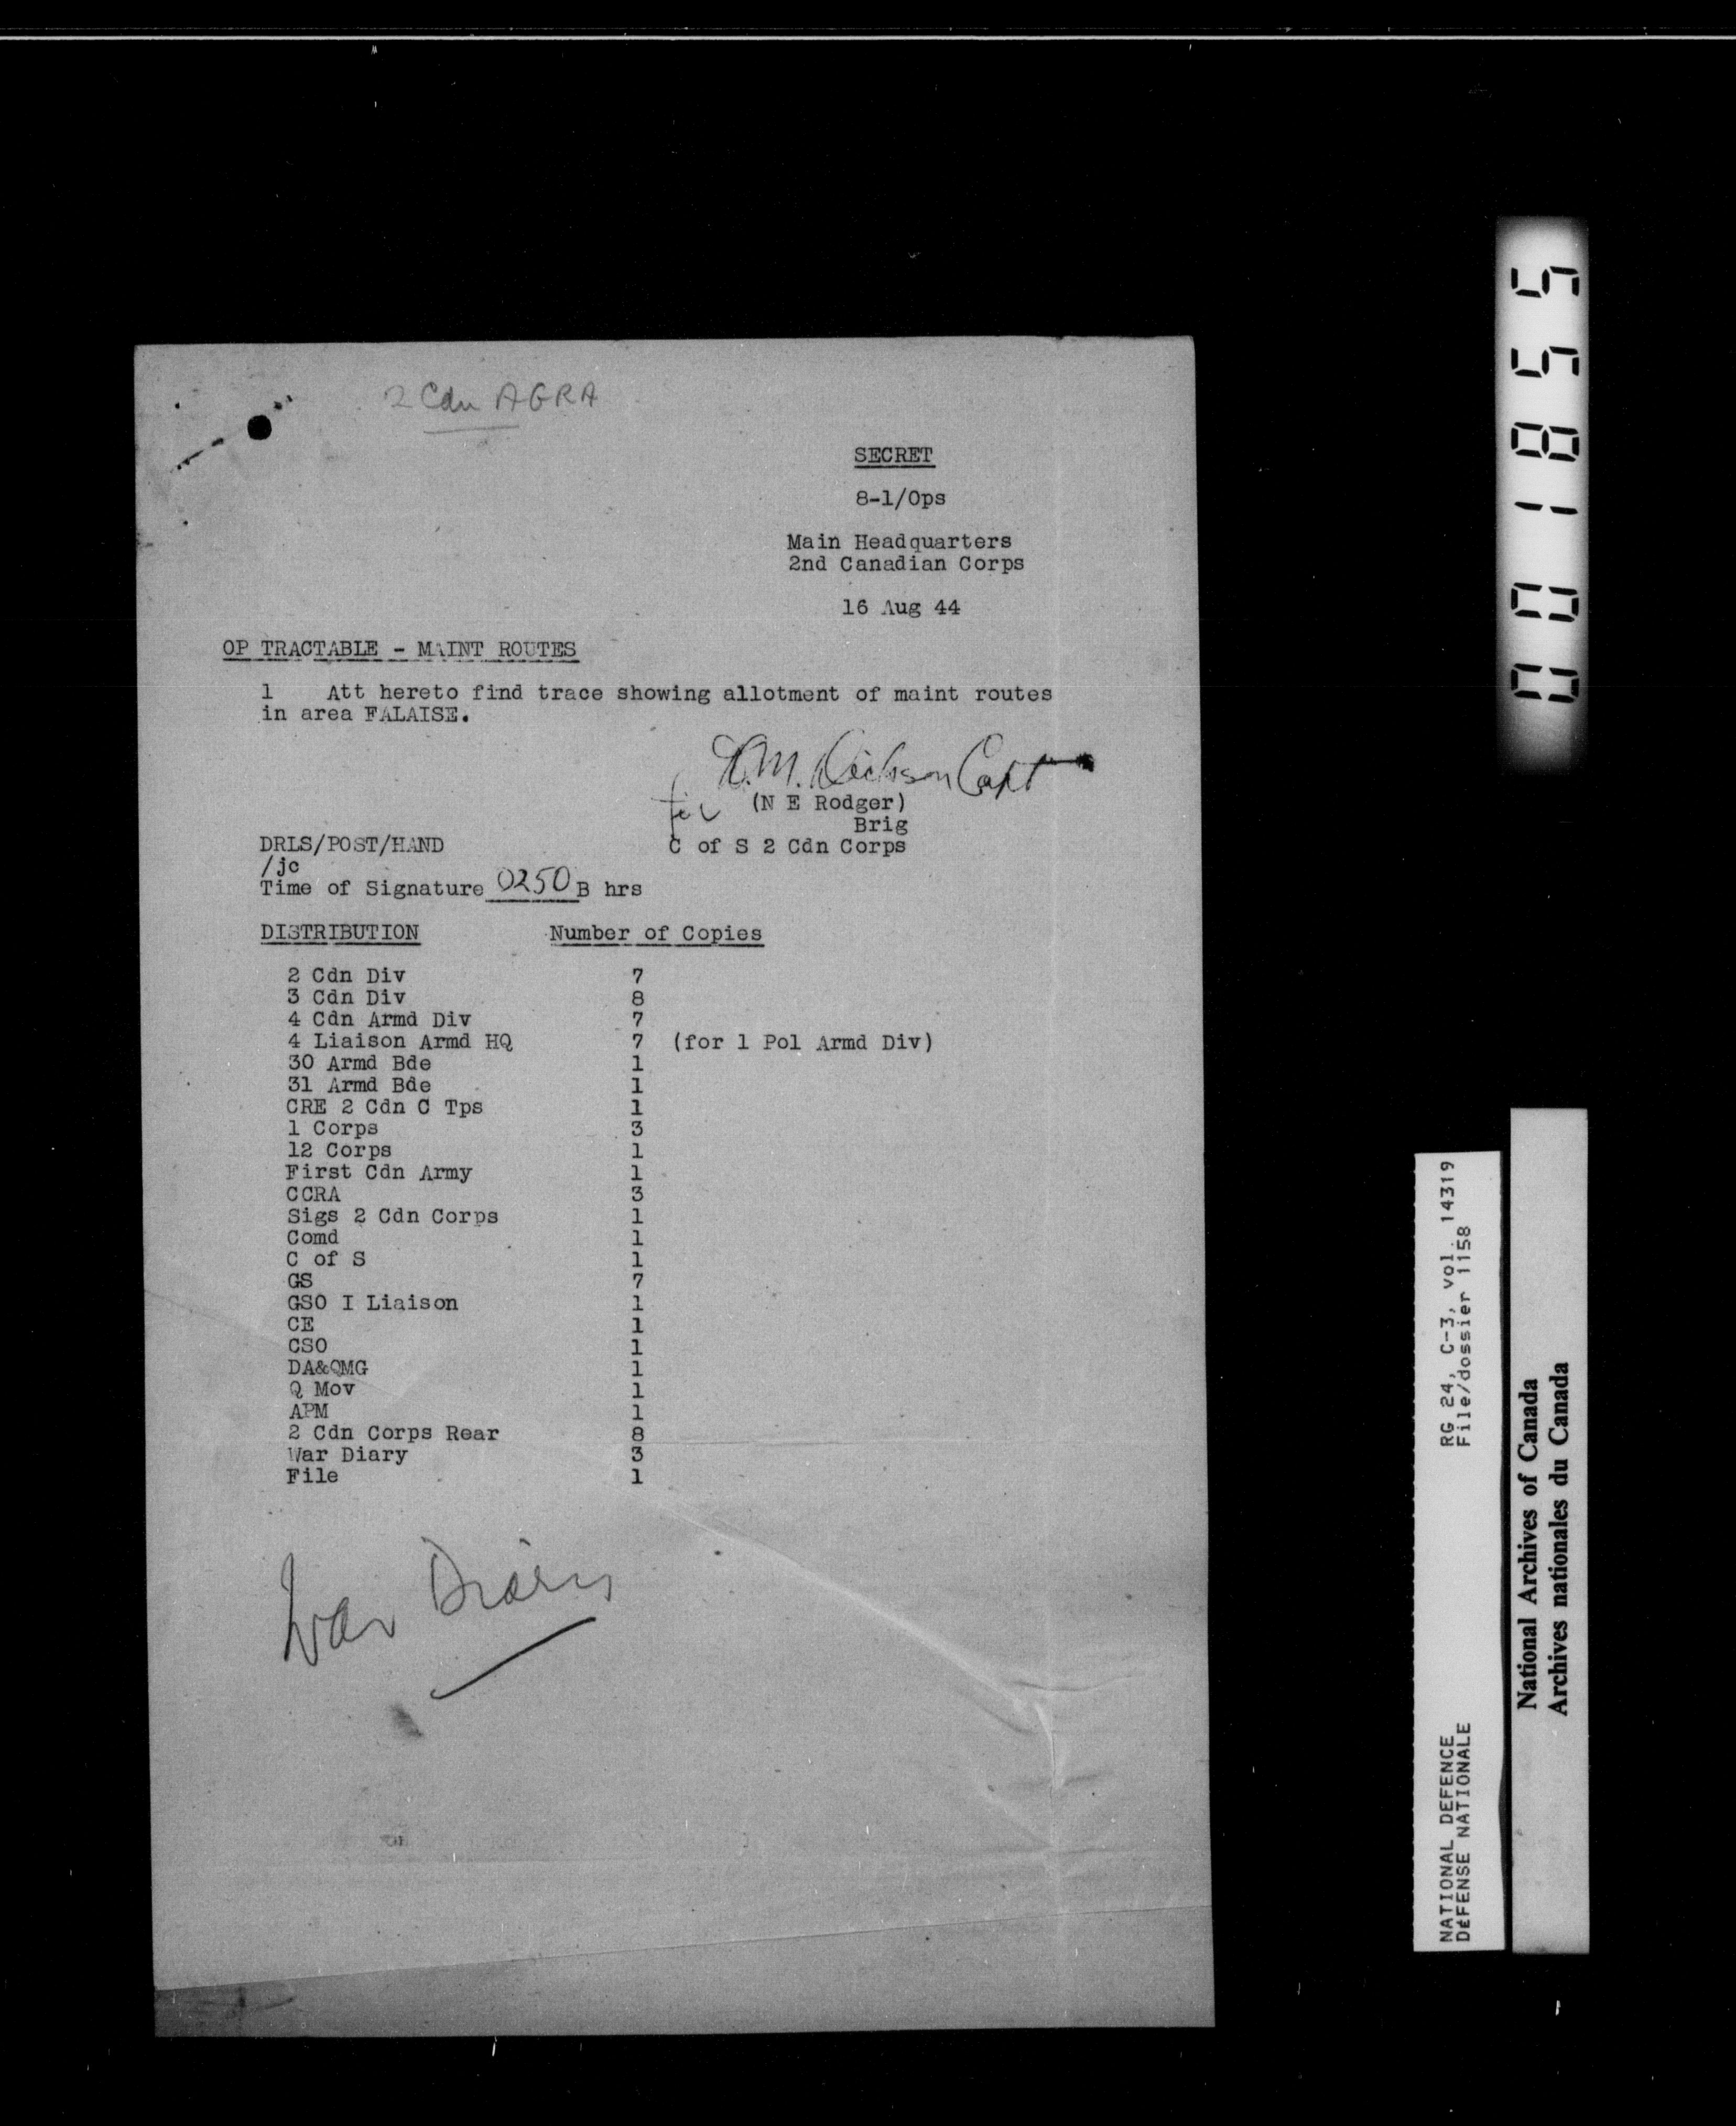 2 Cdn AGRA
SECRET
8-1/Ops
Main Headquarters
2nd Canadian Corps
16 Aug 44
OP TRACTABLE - MAINT ROUTES
1 Att hereto find trace showing allotment of maint routes
in area FALAISE.
Capt
for (N E Rodger)
Brig
C of S 2 Cdn Corps
DRLS/POST/HAND
/jc
Time of Signature 0250 B hrs
DISTRIBUTION Number of Copies
2 Cdn Div 7
3 Cdn Div 8
4 Cdn Armd Div 7
4 Liaison Armd HQ 7 (for 1 Pol Armd Div)
30 Armd Bde 1
31 Armd Bde 1
CRE 2 Cdn C Tps 1
1 Corps 3
12 Corps 1
First Cdn Army 1
CCRA 3
Sigs 2 Cdn Corps 1
Comd 1
C of S 1
GS 7
GSO I Liaison 1
CE 1
CSO 1
DA&QMG 1
Q Mov 1
APM 1
2 Cdn Corps Rear 8
War Diary 3
File 1
War Diary
001855
NATIONAL DEFENCE RG 24, C-3, vol. 14319
DÉFENSE NATIONALE File/dossier 1158
National Archives of Canada
Archives nationales du Canada